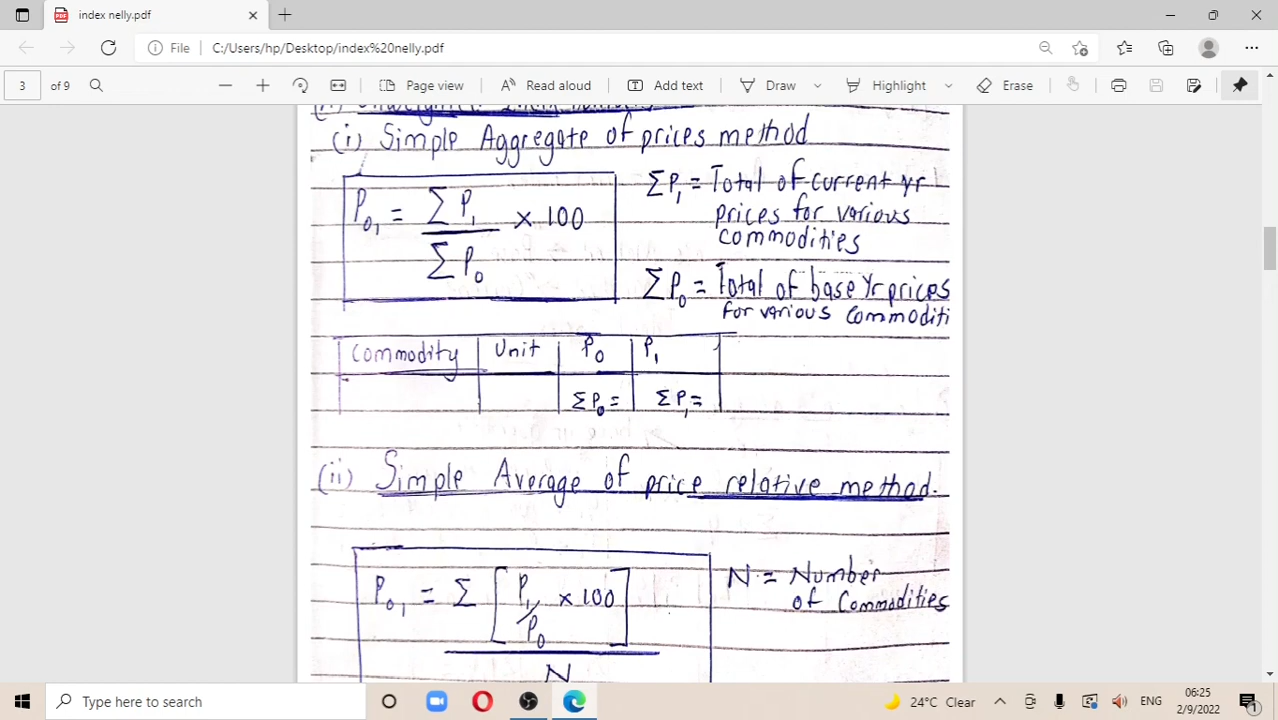 index nelly.pdf
File C:/Users/hp/Desktop/index%20nelly.pdf
3 of 9 Page view Read aloud Add text Draw Highlight Erase
(i) Simple Aggregate of prices method
P₀₁ = ΣP₁ / ΣP₀ × 100
ΣP₁ = Total of current yr
prices for various
commodities
ΣP₀ = Total of base yr prices
for various commoditi
Commodity Unit P₀ P₁
ΣP₀= ΣP₁=
(ii) Simple Average of price relative method.
P₀₁ = Σ [P₁/P₀ × 100] / N
N = Number
of Commodities
Type here to search
24°C Clear
00:23
2/9/2022
1